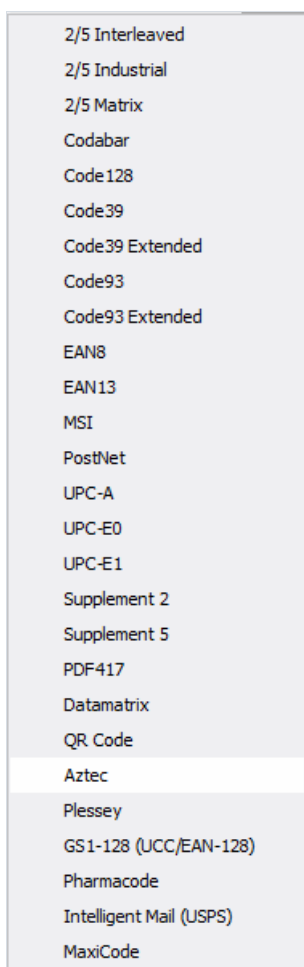 2/5 Interleaved
2/5 Industrial
2/5 Matrix
Codabar
Code128
Code39
Code39 Extended
Code93
Code93 Extended
EAN8
EAN13
MSI
PostNet
UPC-A
UPC-E0
UPC-E1
Supplement 2
Supplement 5
PDF417
Datamatrix
QR Code
Aztec
Plessey
GS1-128 (UCC/EAN-128)
Pharmacode
Intelligent Mail (USPS)
MaxiCode